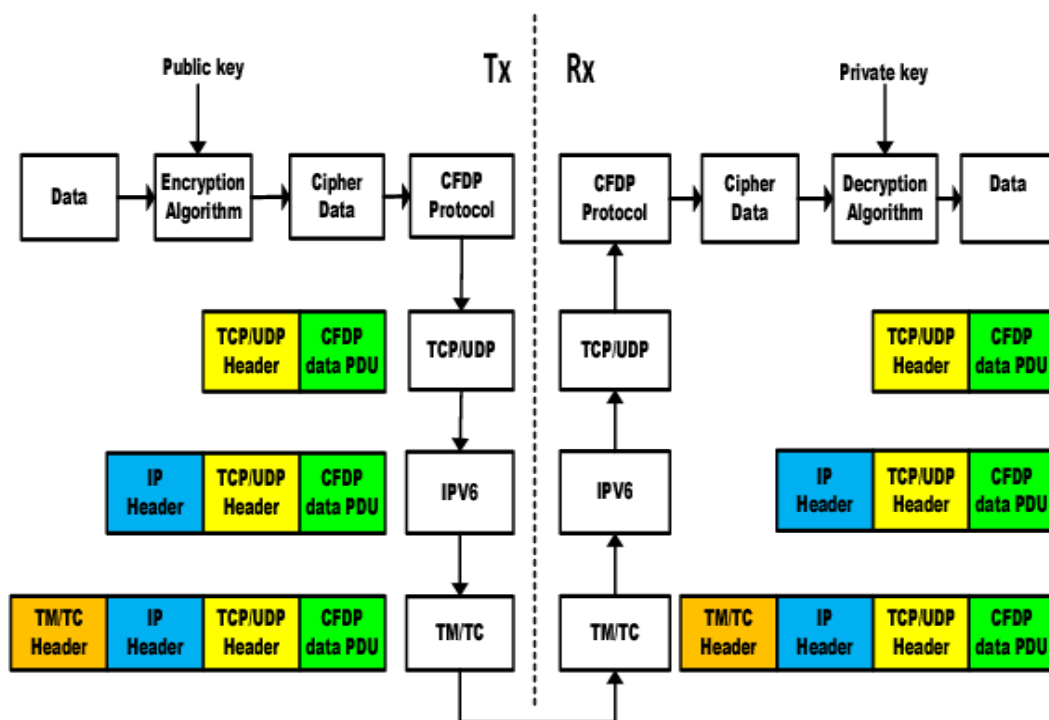 Public key
Tx
Rx
Private key
Data
Encryption
Algorithm
Cipher
Data
CFDP
Protocol
CFDP
Protocol
Cipher
Data
Decryption
Algorithm
Data
TCP/UDP
Header
CFDP
data PDU
TCP/UDP
TCP/UDP
TCP/UDP
Header
CFDP
data PDU
IP
Header
TCP/UDP
Header
CFDP
data PDU
IPV6
IPV6
IP
Header
TCP/UDP
Header
CFDP
data PDU
TM/TC
Header
IP
Header
TCP/UDP
Header
CFDP
data PDU
TM/TC
TM/TC
TM/TC
Header
IP
Header
TCP/UDP
Header
CFDP
data PDU